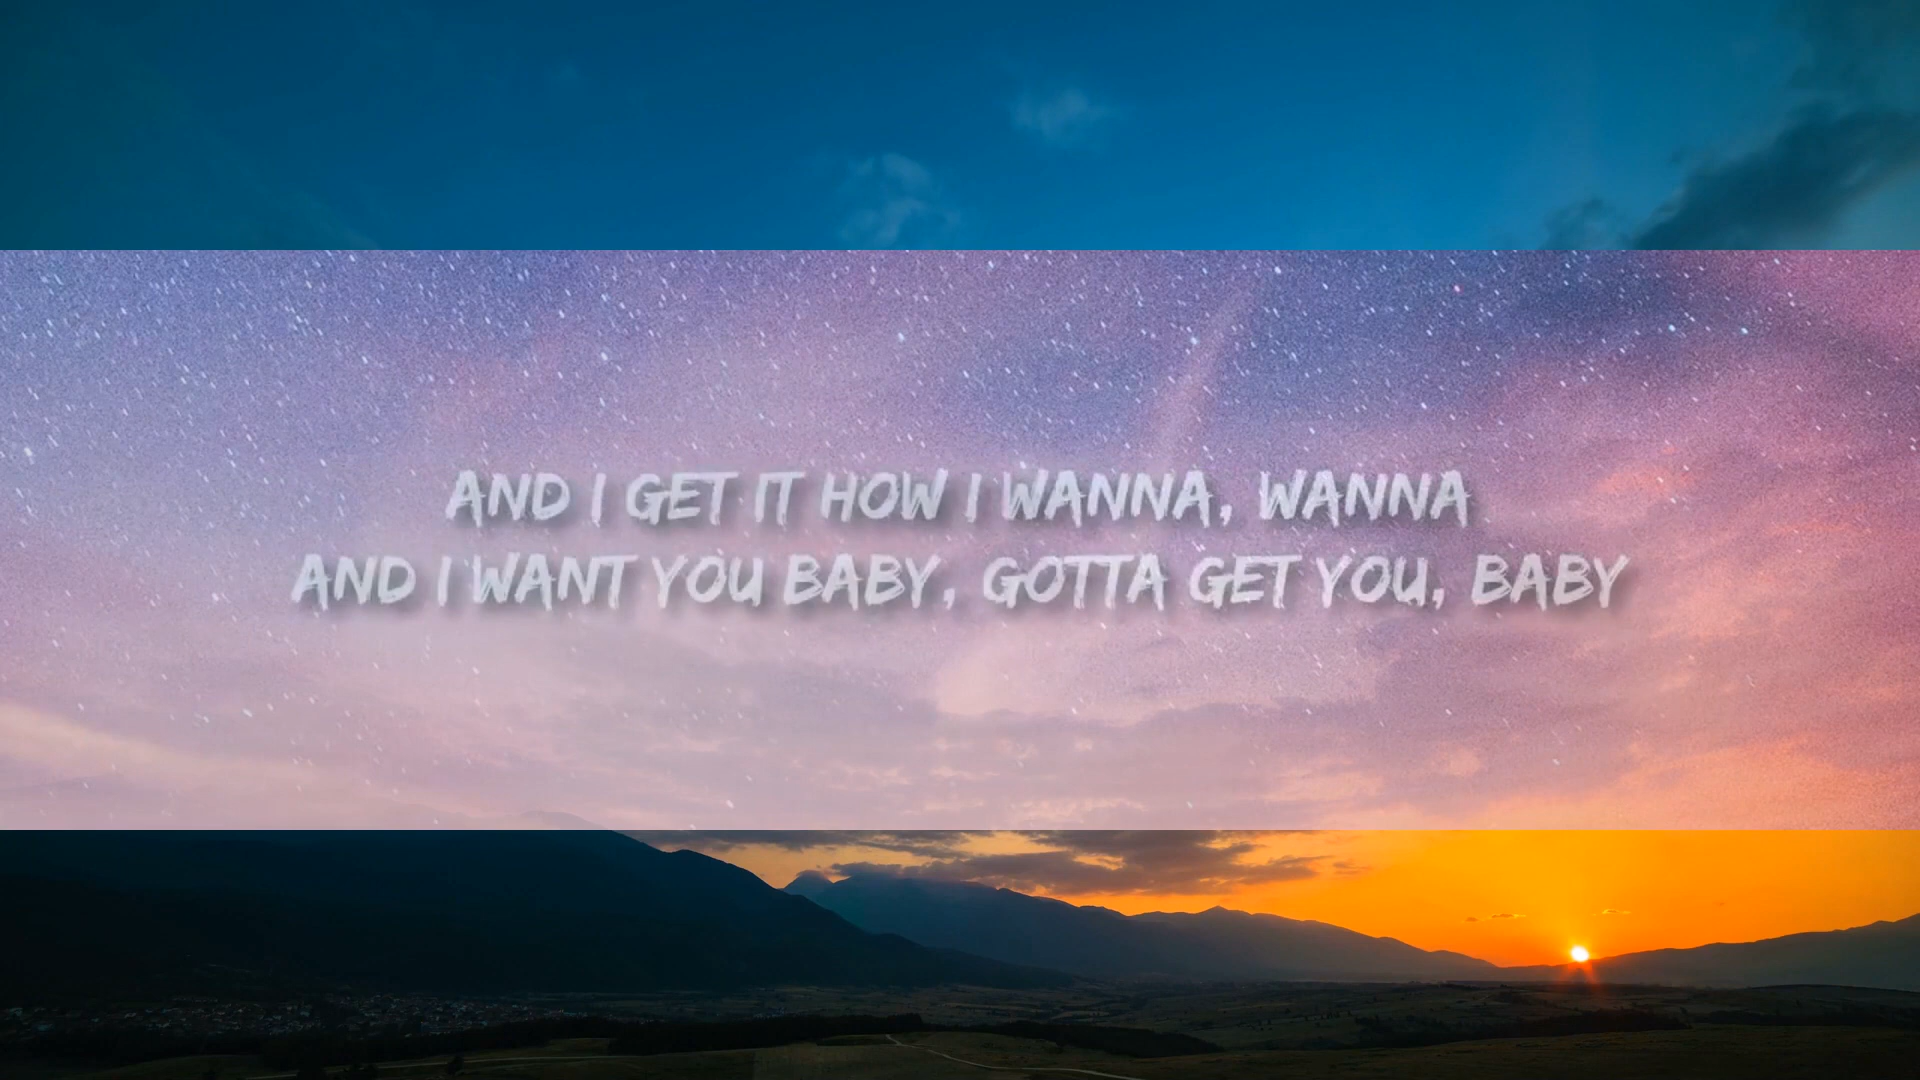 AND I GET IT HOW I WANNA, WANNA
AND I WANT YOU BABY, GOTTA GET YOU, BABY